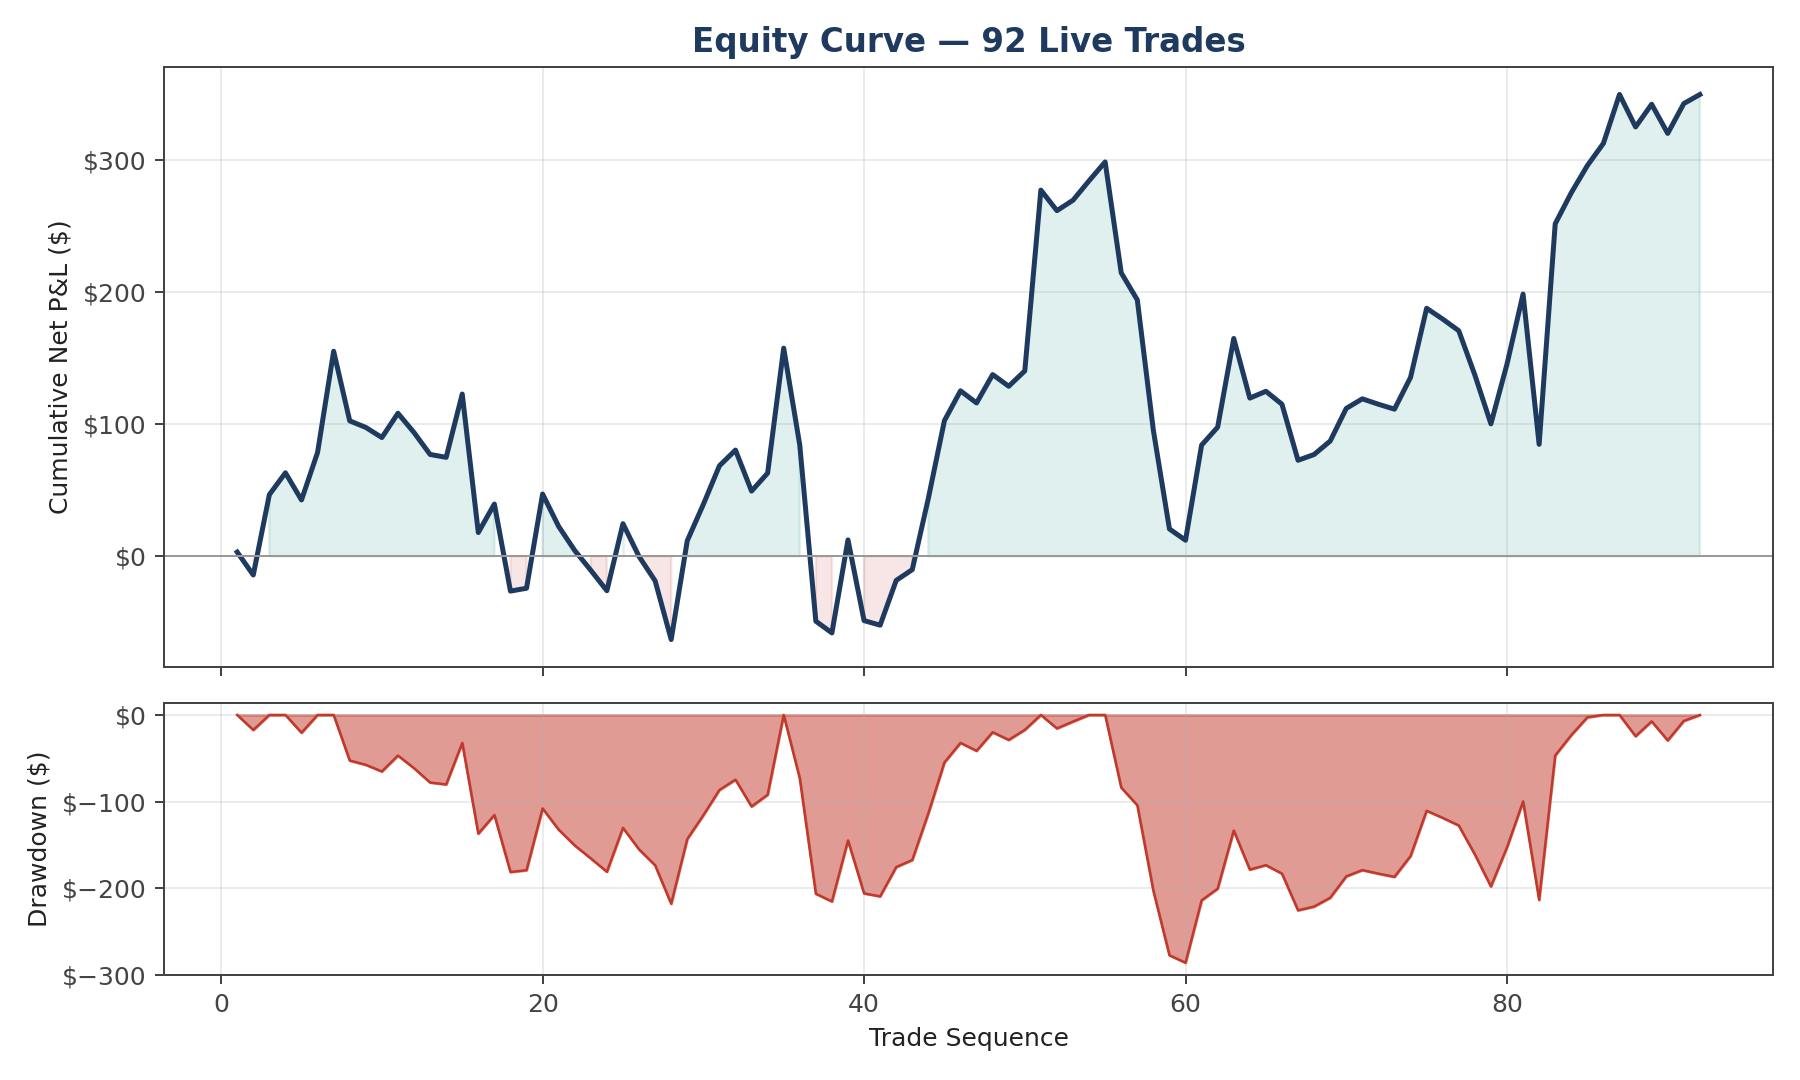 Equity Curve — 92 Live Trades
Cumulative Net P&L ($)
$300
$200
$100
$0
Drawdown ($)
$0
$−100
$−200
$−300
0 20 40 60 80
Trade Sequence